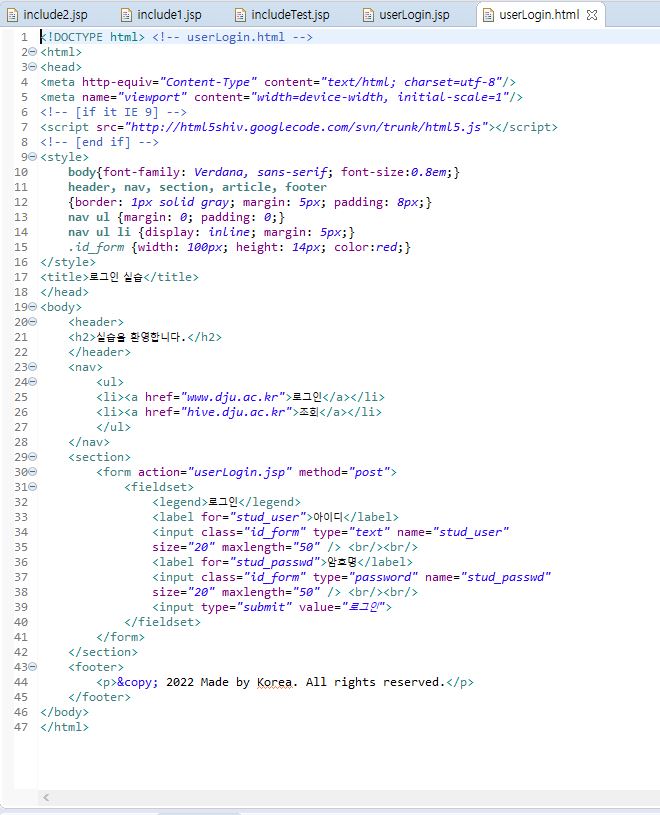 include2.jsp include1.jsp includeTest.jsp userLogin.jsp userLogin.html
1 <!DOCTYPE html> <!-- userLogin.html -->
2 <html>
3 <head>
4 <meta http-equiv="Content-Type" content="text/html; charset=utf-8"/>
5 <meta name="viewport" content="width=device-width, initial-scale=1"/>
6 <!-- [if it IE 9] -->
7 <script src="http://html5shiv.googlecode.com/svn/trunk/html5.js"></script>
8 <!-- [end if] -->
9 <style>
10 body{font-family: Verdana, sans-serif; font-size:0.8em;}
11 header, nav, section, article, footer
12 {border: 1px solid gray; margin: 5px; padding: 8px;}
13 nav ul {margin: 0; padding: 0;}
14 nav ul li {display: inline; margin: 5px;}
15 .id_form {width: 100px; height: 14px; color:red;}
16 </style>
17 <title>로그인 실습</title>
18 </head>
19 <body>
20 <header>
21 <h2>실습을 환영합니다.</h2>
22 </header>
23 <nav>
24 <ul>
25 <li><a href="www.dju.ac.kr">로그인</a></li>
26 <li><a href="hive.dju.ac.kr">조회</a></li>
27 </ul>
28 </nav>
29 <section>
30 <form action="userLogin.jsp" method="post">
31 <fieldset>
32 <legend>로그인</legend>
33 <label for="stud_user">아이디</label>
34 <input class="id_form" type="text" name="stud_user"
35 size="20" maxlength="50" /> <br/><br/>
36 <label for="stud_passwd">암호명</label>
37 <input class="id_form" type="password" name="stud_passwd"
38 size="20" maxlength="50" /> <br/><br/>
39 <input type="submit" value="로그인">
40 </fieldset>
41 </form>
42 </section>
43 <footer>
44 <p>&copy; 2022 Made by Korea. All rights reserved.</p>
45 </footer>
46 </body>
47 </html>